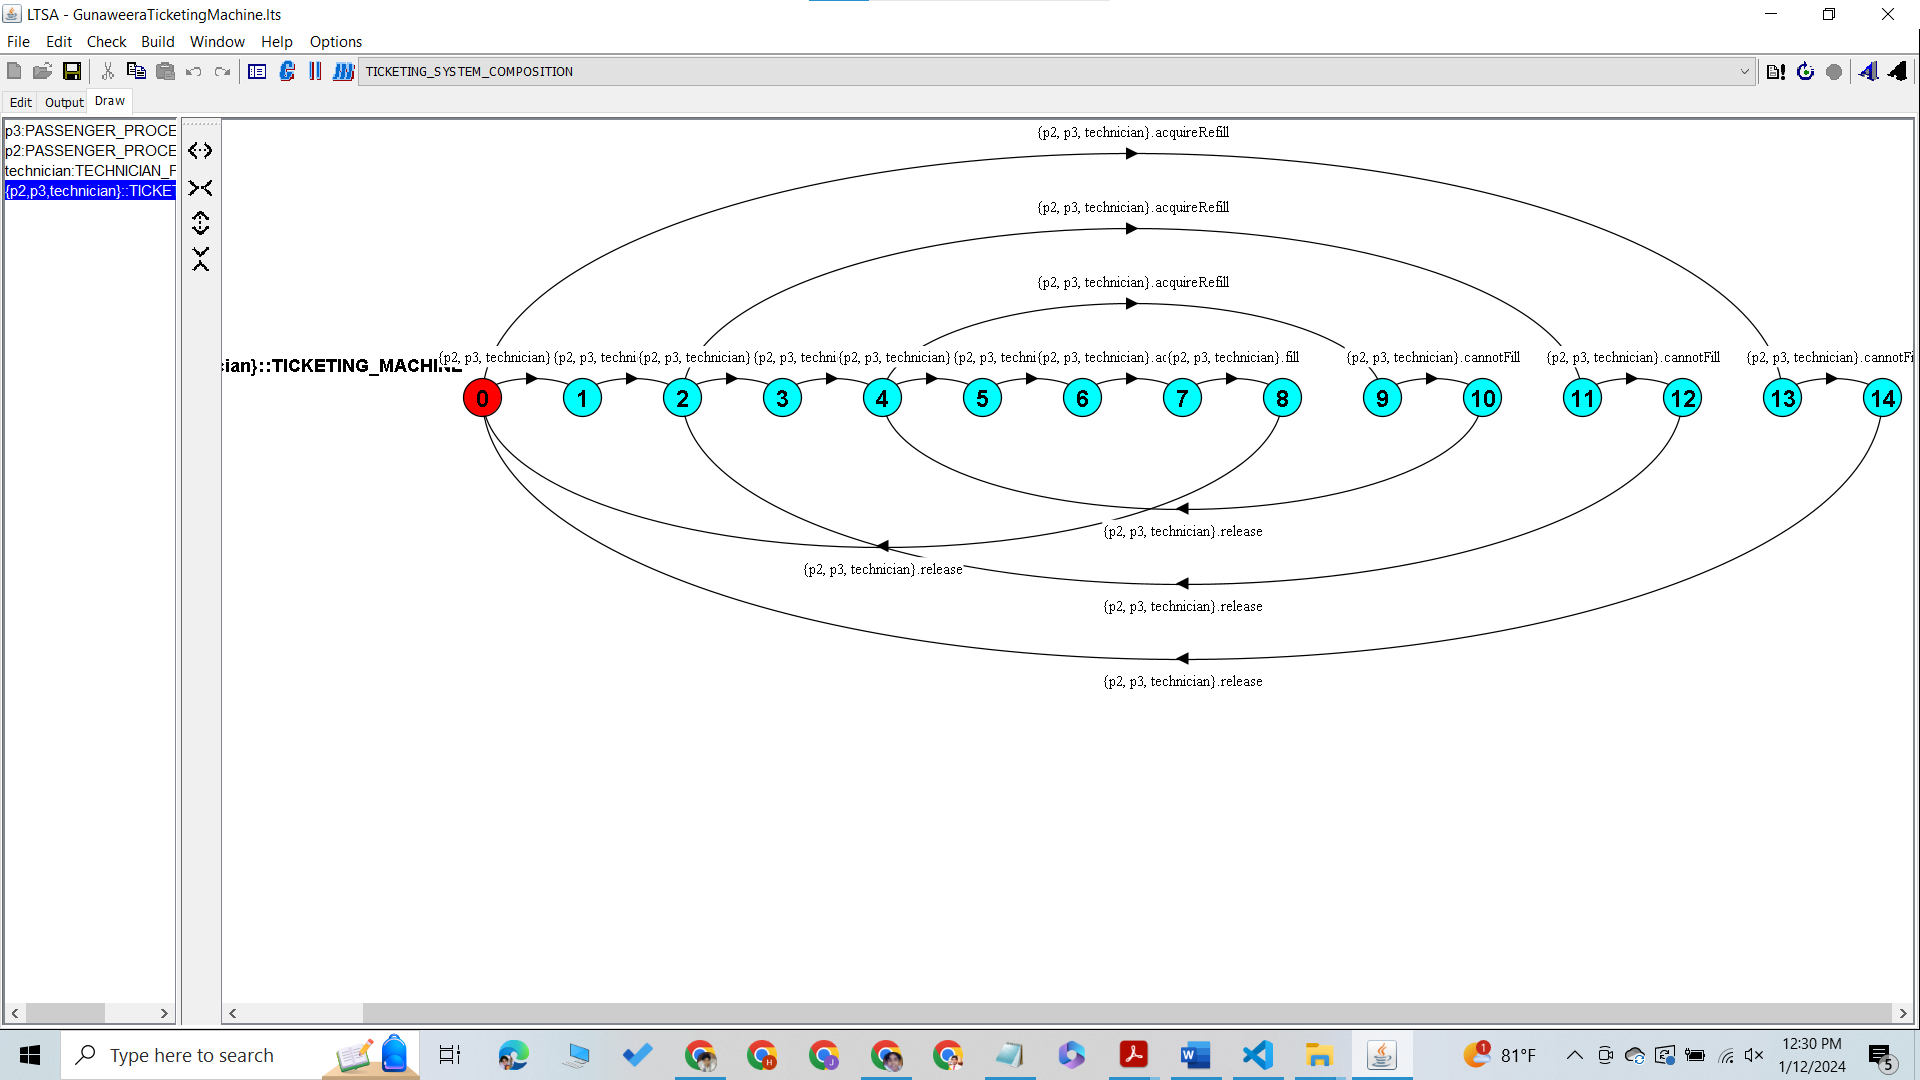 LTSA - GunaweeraTicketingMachine.lts
File Edit Check Build Window Help Options
TICKETING_SYSTEM_COMPOSITION
Edit Output Draw
p3:PASSENGER_PROCE
p2:PASSENGER_PROCE
technician:TECHNICIAN_F
{p2,p3,technician}::TICKET
{p2, p3, technician}.acquireRefill
{p2, p3, technician}.acquireRefill
{p2, p3, technician}.acquireRefill
cian}::TICKETING_MACHINE
{p2, p3, technician} {p2, p3, techni {p2, p3, technician} {p2, p3, techni {p2, p3, technician} {p2, p3, techni {p2, p3, technician}.ac {p2, p3, technician}.fill {p2, p3, technician}.cannotFill {p2, p3, technician}.cannotFill {p2, p3, technician}.cannotFi
0 1 2 3 4 5 6 7 8 9 10 11 12 13 14
{p2, p3, technician}.release
{p2, p3, technician}.release
{p2, p3, technician}.release
{p2, p3, technician}.release
Type here to search
1
81°F
12:30 PM
1/12/2024
5